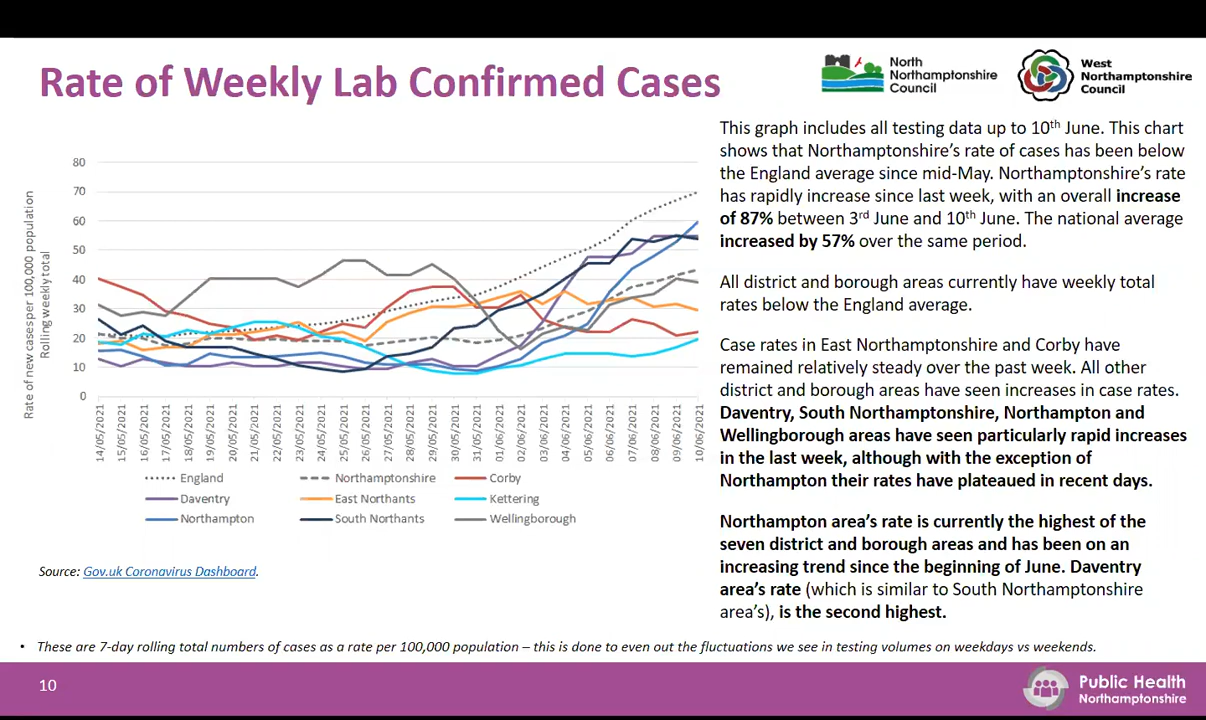 Rate of Weekly Lab Confirmed Cases
North
Northamptonshire
Council
West
Northamptonshire
Council
Rate of new cases per 100,000 population
Rolling weekly total
80
70
60
50
40
30
20
10
0
14/05/2021
15/05/2021
16/05/2021
17/05/2021
18/05/2021
19/05/2021
20/05/2021
21/05/2021
22/05/2021
23/05/2021
24/05/2021
25/05/2021
26/05/2021
27/05/2021
28/05/2021
29/05/2021
30/05/2021
31/05/2021
01/06/2021
02/06/2021
03/06/2021
04/06/2021
05/06/2021
06/06/2021
07/06/2021
08/06/2021
09/06/2021
10/06/2021
England Northamptonshire Corby
Daventry East Northants Kettering
Northampton South Northants Wellingborough
Source: Gov.uk Coronavirus Dashboard.
This graph includes all testing data up to 10th June. This chart
shows that Northamptonshire’s rate of cases has been below
the England average since mid-May. Northamptonshire’s rate
has rapidly increase since last week, with an overall increase
of 87% between 3rd June and 10th June. The national average
increased by 57% over the same period.
All district and borough areas currently have weekly total
rates below the England average.
Case rates in East Northamptonshire and Corby have
remained relatively steady over the past week. All other
district and borough areas have seen increases in case rates.
Daventry, South Northamptonshire, Northampton and
Wellingborough areas have seen particularly rapid increases
in the last week, although with the exception of
Northampton their rates have plateaued in recent days.
Northampton area’s rate is currently the highest of the
seven district and borough areas and has been on an
increasing trend since the beginning of June. Daventry
area’s rate (which is similar to South Northamptonshire
area’s), is the second highest.
• These are 7-day rolling total numbers of cases as a rate per 100,000 population – this is done to even out the fluctuations we see in testing volumes on weekdays vs weekends.
10
Public Health
Northamptonshire